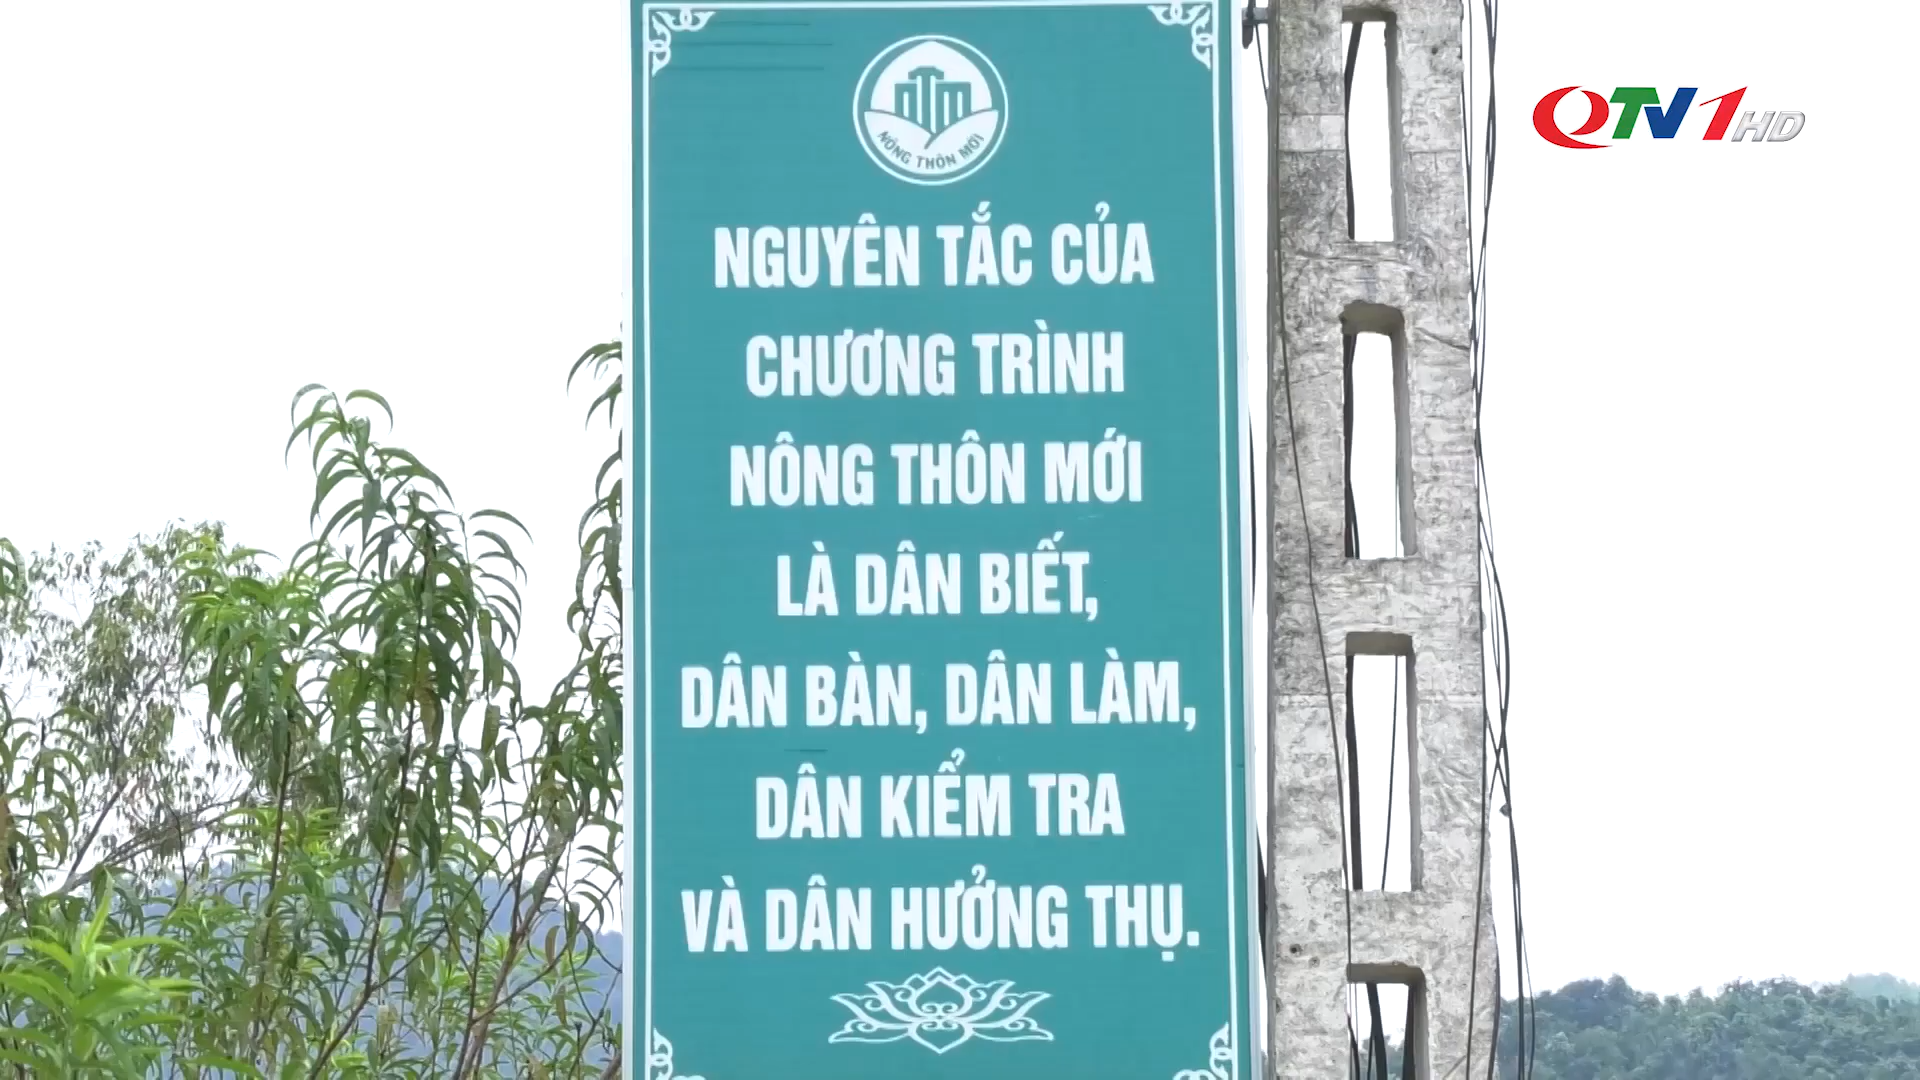 QTV1HD
NÔNG THÔN MỚI
NGUYÊN TẮC CỦA
CHƯƠNG TRÌNH
NÔNG THÔN MỚI
LÀ DÂN BIẾT,
DÂN BÀN, DÂN LÀM,
DÂN KIỂM TRA
VÀ DÂN HƯỞNG THỤ.